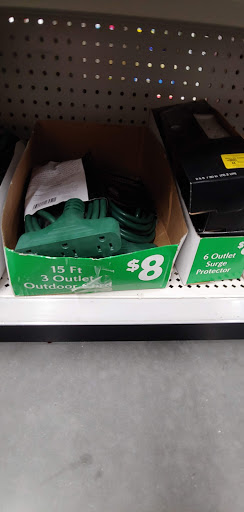 15 Ft
3 Outlet
Outdoor
$8
6 Outlet
Surge
Protector